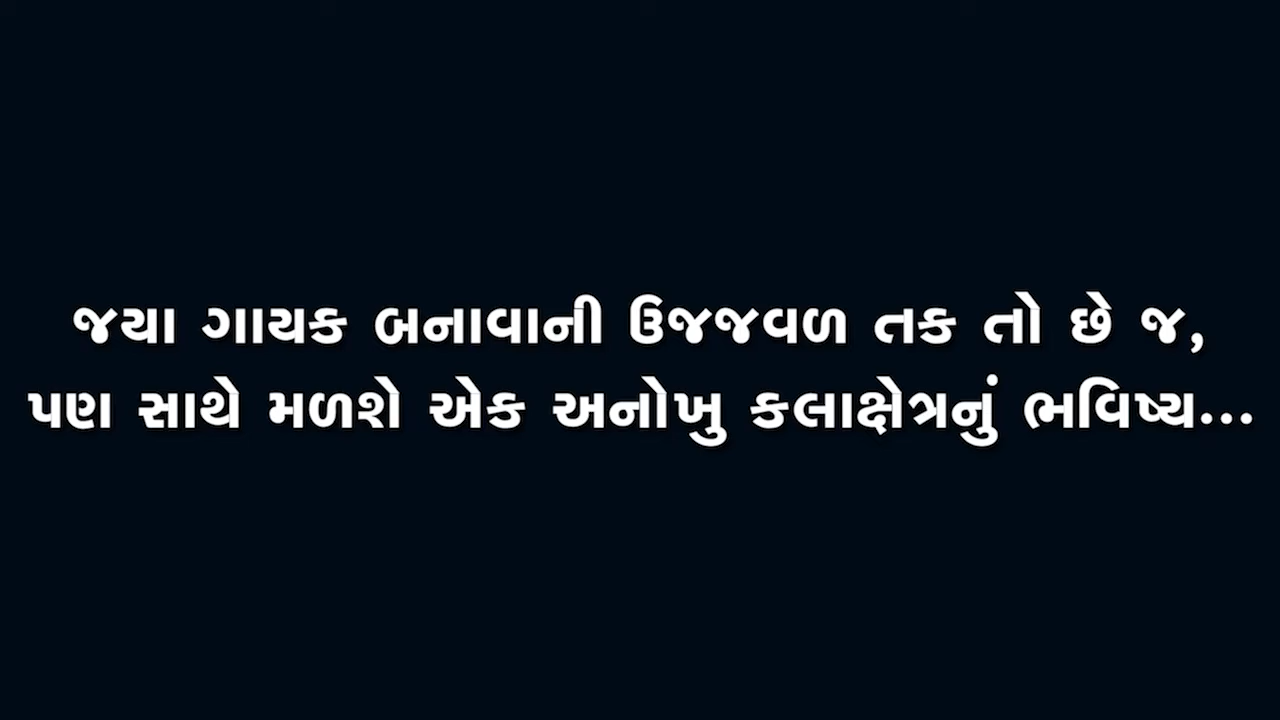 જયા ગાયક બનાવાની ઉજજવળ તક તો છે જ,
પણ સાથે મળશે એક અનોખુ કલાક્ષેત્રનું ભવિષ્ય...